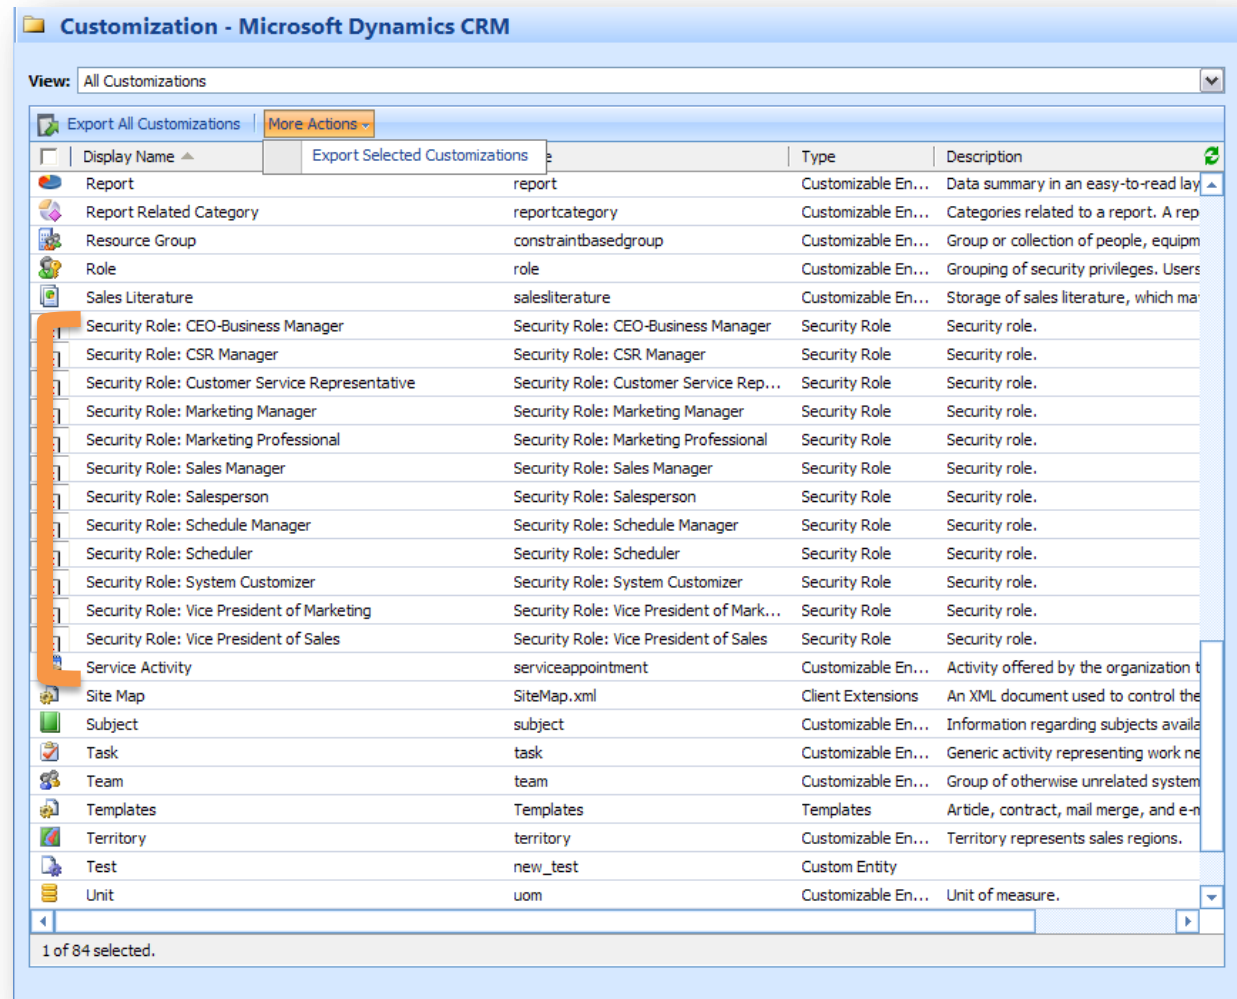 Customization - Microsoft Dynamics CRM
View: All Customizations
Export All Customizations More Actions
Export Selected Customizations
Display Name Type Description
Report report Customizable En... Data summary in an easy-to-read lay
Report Related Category reportcategory Customizable En... Categories related to a report. A rep
Resource Group constraintbasedgroup Customizable En... Group or collection of people, equipm
Role role Customizable En... Grouping of security privileges. Users
Sales Literature salesliterature Customizable En... Storage of sales literature, which ma
Security Role: CEO-Business Manager Security Role: CEO-Business Manager Security Role Security role.
Security Role: CSR Manager Security Role: CSR Manager Security Role Security role.
Security Role: Customer Service Representative Security Role: Customer Service Rep... Security Role Security role.
Security Role: Marketing Manager Security Role: Marketing Manager Security Role Security role.
Security Role: Marketing Professional Security Role: Marketing Professional Security Role Security role.
Security Role: Sales Manager Security Role: Sales Manager Security Role Security role.
Security Role: Salesperson Security Role: Salesperson Security Role Security role.
Security Role: Schedule Manager Security Role: Schedule Manager Security Role Security role.
Security Role: Scheduler Security Role: Scheduler Security Role Security role.
Security Role: System Customizer Security Role: System Customizer Security Role Security role.
Security Role: Vice President of Marketing Security Role: Vice President of Mark... Security Role Security role.
Security Role: Vice President of Sales Security Role: Vice President of Sales Security Role Security role.
Service Activity serviceappointment Customizable En... Activity offered by the organization t
Site Map SiteMap.xml Client Extensions An XML document used to control the
Subject subject Customizable En... Information regarding subjects availa
Task task Customizable En... Generic activity representing work ne
Team team Customizable En... Group of otherwise unrelated system
Templates Templates Templates Article, contract, mail merge, and e-m
Territory territory Customizable En... Territory represents sales regions.
Test new_test Custom Entity
Unit uom Customizable En... Unit of measure.
1 of 84 selected.